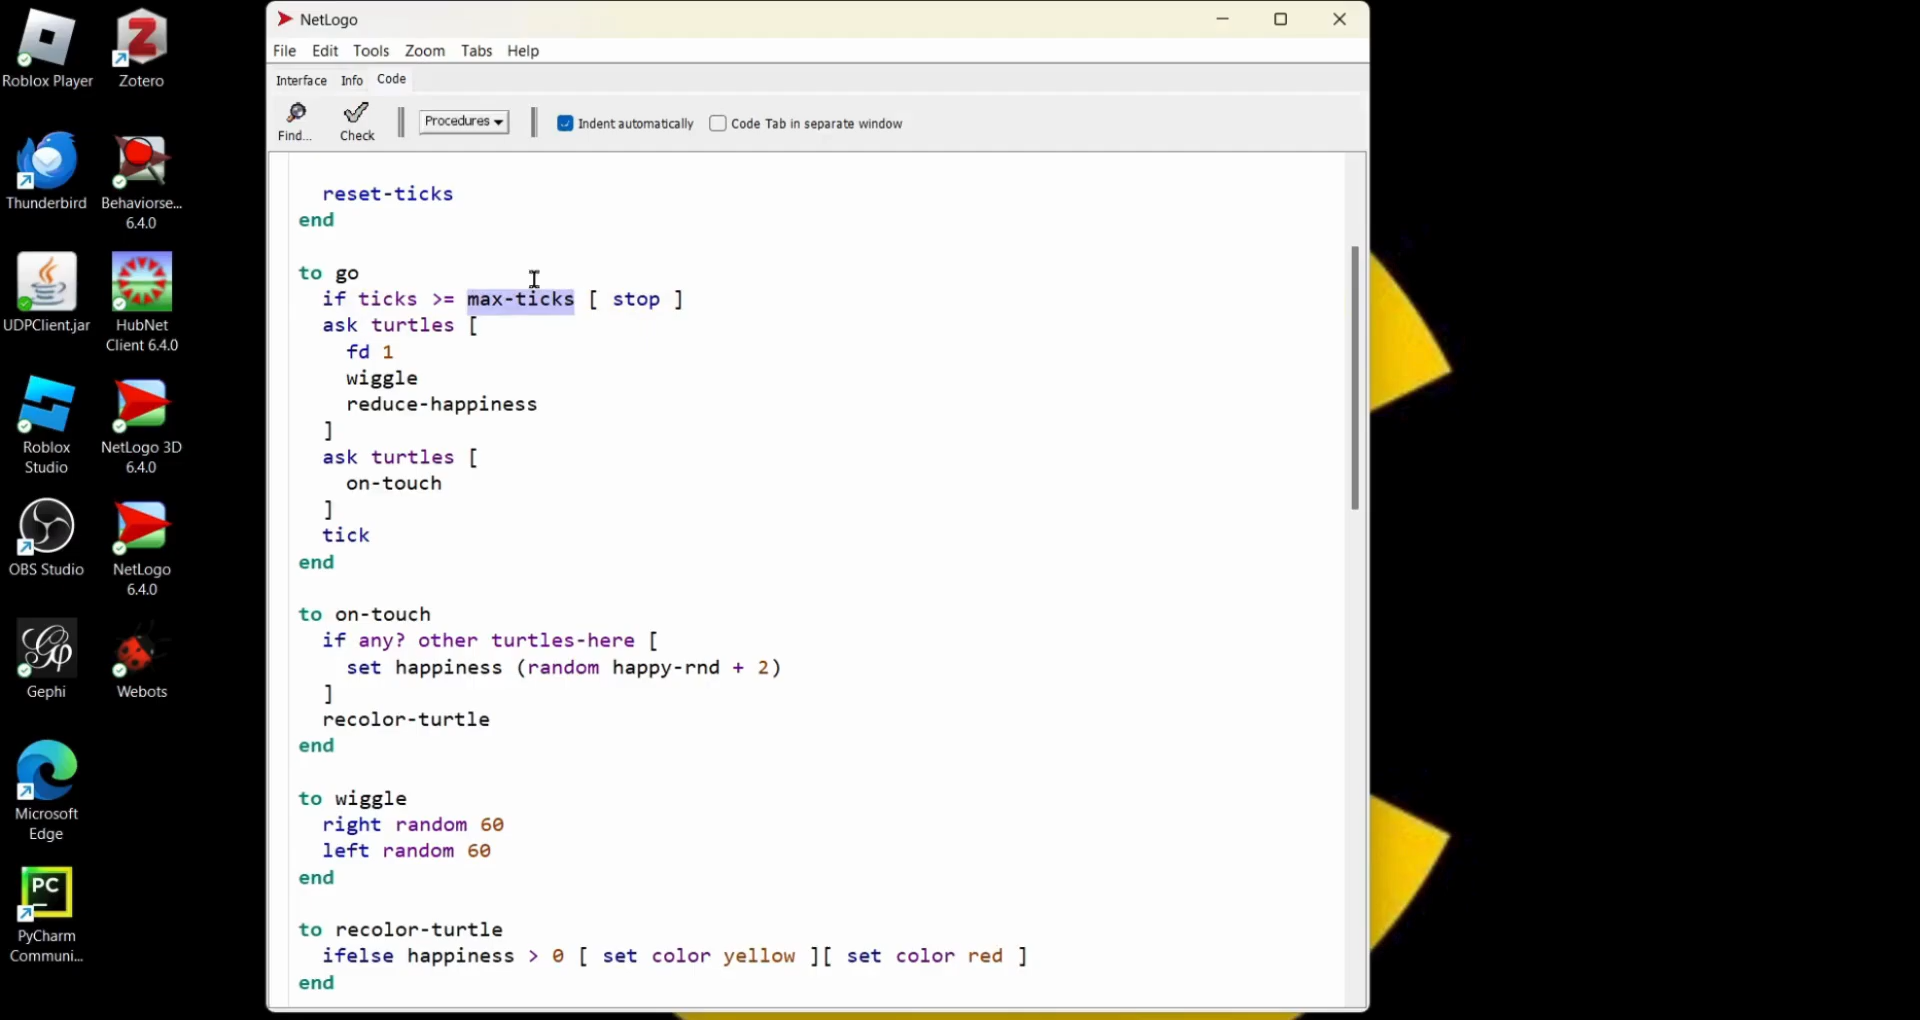 Roblox Player
Zotero
Thunderbird
Behaviorse...
6.4.0
UDPClient.jar
HubNet
Client 6.4.0
Roblox
Studio
NetLogo 3D
6.4.0
OBS Studio
NetLogo
6.4.0
Gephi
Webots
Microsoft
Edge
PC
PyCharm
Communi...
NetLogo
File Edit Tools Zoom Tabs Help
Interface Info Code
Find... Check Procedures Indent automatically Code Tab in separate window
reset-ticks
end
to go
if ticks >= max-ticks [ stop ]
ask turtles [
fd 1
wiggle
reduce-happiness
]
ask turtles [
on-touch
]
tick
end
to on-touch
if any? other turtles-here [
set happiness (random happy-rnd + 2)
]
recolor-turtle
end
to wiggle
right random 60
left random 60
end
to recolor-turtle
ifelse happiness > 0 [ set color yellow ][ set color red ]
end